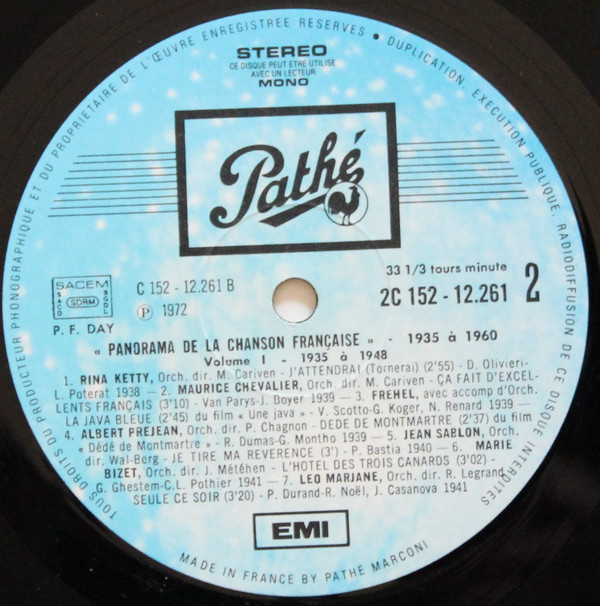 TOUS DROITS DU PRODUCTEUR PHONOGRAPHIQUE ET DU PROPRIETAIRE DE L'ŒUVRE ENREGISTREE RESERVES • DUPLICATION, EXECUTION PUBLIQUE, RADIODIFFUSION DE CE DISQUE INTERDITES
STEREO
CE DISQUE PEUT ETRE UTILISE
AVEC UN LECTEUR
MONO
Pathé
SACEM
SACD SDRM SGDL
C 152 - 12.261 B
℗ 1972
33 1/3 tours minute
2C 152 - 12.261 2
P. F. DAY
« PANORAMA DE LA CHANSON FRANÇAISE » - 1935 à 1960
Volume I - 1935 à 1948
1. RINA KETTY, Orch. dir. M. Cariven - J'ATTENDRAI (Tornerai) (2'55) - D. Olivieri-
L. Poterat 1938 — 2. MAURICE CHEVALIER, Orch. dir. M. Cariven - ÇA FAIT D'EXCEL-
LENTS FRANÇAIS (3'10) - Van Parys-J. Boyer 1939 — 3. FREHEL, avec accomp d'Orch.
LA JAVA BLEUE (2'45) du film « Une java » - V. Scotto-G. Koger, N. Renard 1939 —
4. ALBERT PREJEAN, Orch. dir. P. Chagnon - DEDE DE MONTMARTRE (2'37) du film
« Dédé de Montmartre » - R. Dumas-G. Montho 1939 — 5. JEAN SABLON, Orch.
dir. Wal-Berg - JE TIRE MA REVERENCE (3') - P. Bastia 1940 — 6. MARIE
BIZET, Orch. dir. J. Météhen - L'HOTEL DES TROIS CANARDS (3'02) -
G. Ghestem-C.L. Pothier 1941 — 7. LEO MARJANE, Orch. dir. R. Legrand -
SEULE CE SOIR (3'20) - P. Durand-R. Noël, J. Casanova 1941
EMI
MADE IN FRANCE BY PATHE MARCONI